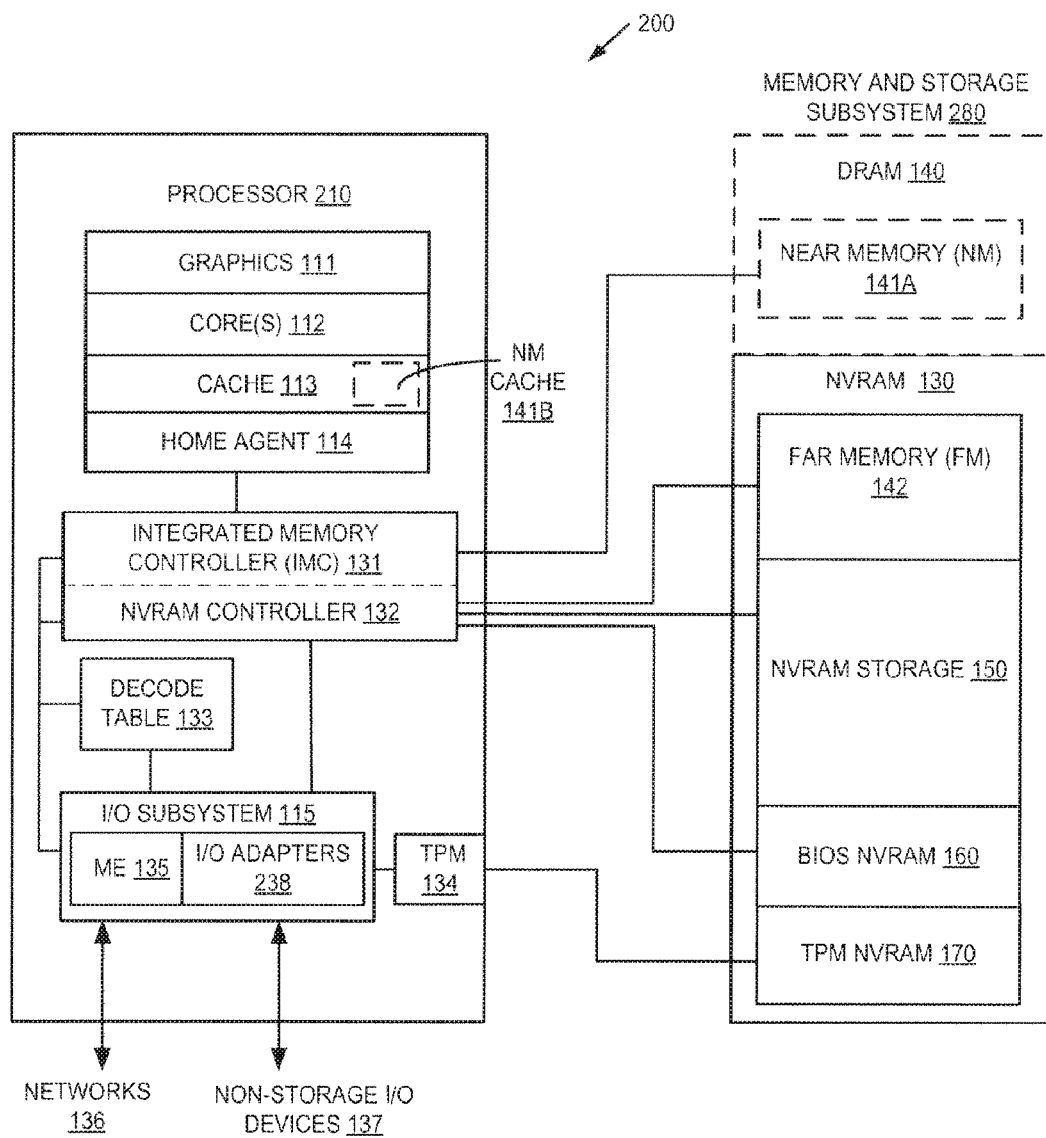 200
MEMORY AND STORAGE
SUBSYSTEM 280
DRAM 140
NEAR MEMORY (NM)
141A
PROCESSOR 210
GRAPHICS 111
CORE(S) 112
CACHE 113
HOME AGENT 114
NM
CACHE
141B
NVRAM 130
FAR MEMORY (FM)
142
INTEGRATED MEMORY
CONTROLLER (IMC) 131
NVRAM CONTROLLER 132
NVRAM STORAGE 150
DECODE
TABLE 133
I/O SUBSYSTEM 115
ME 135
I/O ADAPTERS
238
TPM
134
BIOS NVRAM 160
TPM NVRAM 170
NETWORKS
136
NON-STORAGE I/O
DEVICES 137